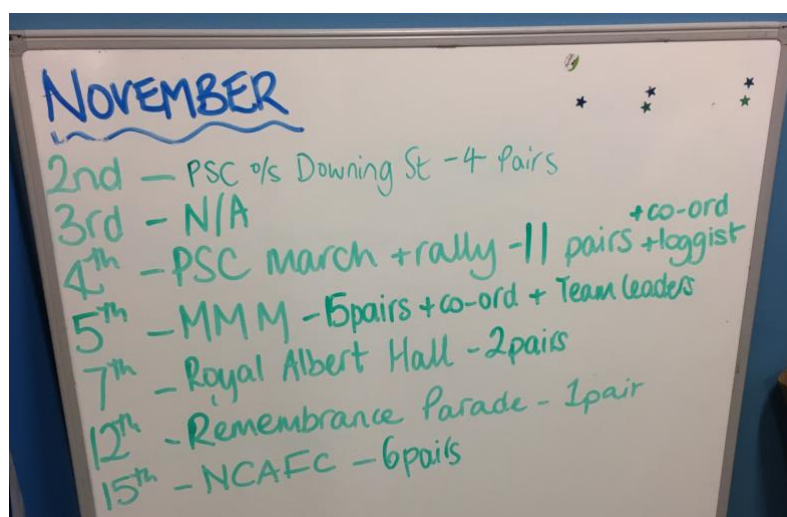 NOVEMBER
2nd - PSC o/s Downing St - 4 Pairs
3rd - N/A
4th - PSC march + rally - 11 pairs +co-ord +loggist
5th - MMM - 15pairs + co-ord + Team leaders
7th - Royal Albert Hall - 2pairs
12th - Remembrance Parade - 1pair
15th - NCAFC - 6pairs